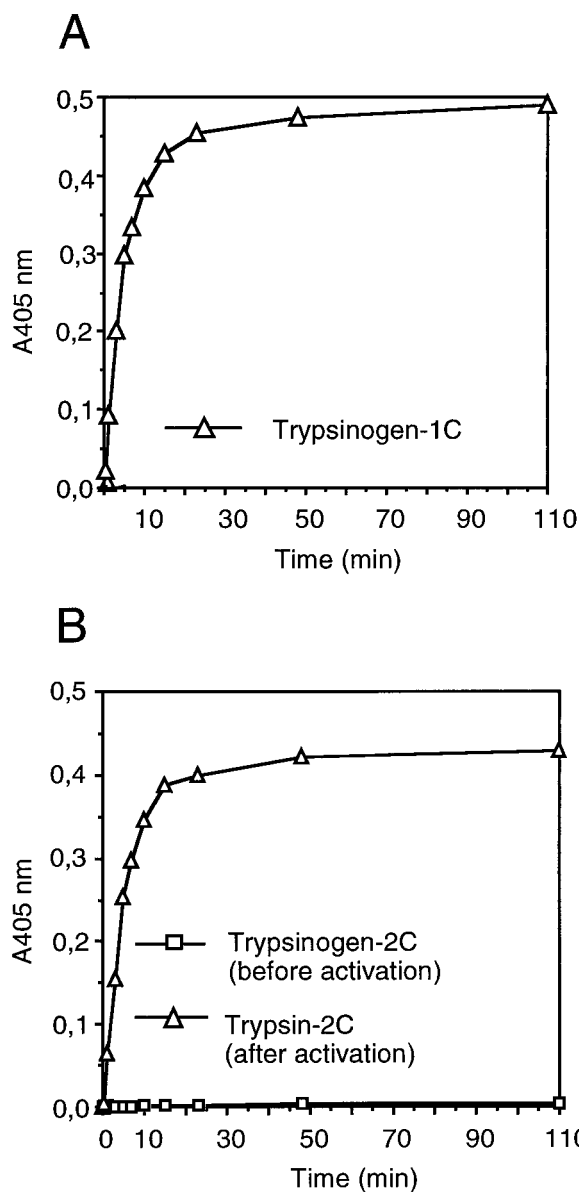 A
0,5
0,4
0,3
0,2
0,1
0,0
A405 nm
Trypsinogen-1C
10 30 50 70 90 110
Time (min)
B
0,5
0,4
0,3
0,2
0,1
0,0
A405 nm
Trypsinogen-2C
(before activation)
Trypsin-2C
(after activation)
0 10 30 50 70 90 110
Time (min)